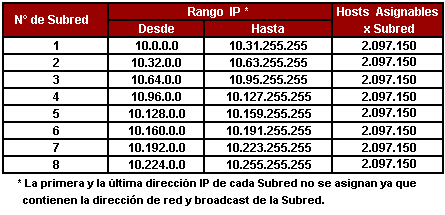 N° de Subred Rango IP * Hosts Asignables x Subred
Desde Hasta
1 10.0.0.0 10.31.255.255 2.097.150
2 10.32.0.0 10.63.255.255 2.097.150
3 10.64.0.0 10.95.255.255 2.097.150
4 10.96.0.0 10.127.255.255 2.097.150
5 10.128.0.0 10.159.255.255 2.097.150
6 10.160.0.0 10.191.255.255 2.097.150
7 10.192.0.0 10.223.255.255 2.097.150
8 10.224.0.0 10.255.255.255 2.097.150
* La primera y la última dirección IP de cada Subred no se asignan ya que
contienen la dirección de red y broadcast de la Subred.